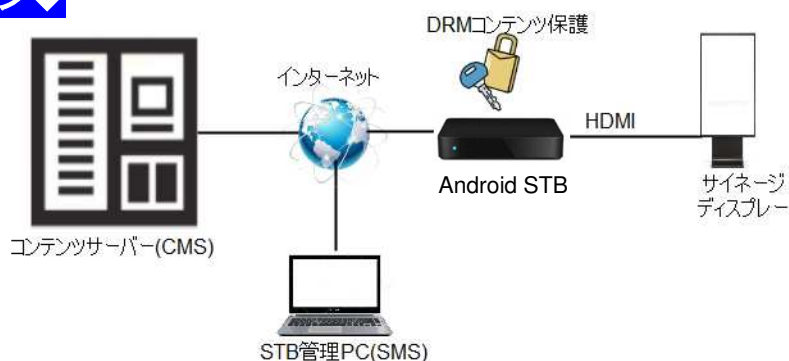 DRMコンテンツ保護
インターネット
HDMI
Android STB
サイネージ
ディスプレー
コンテンツサーバー(CMS)
STB管理PC(SMS)